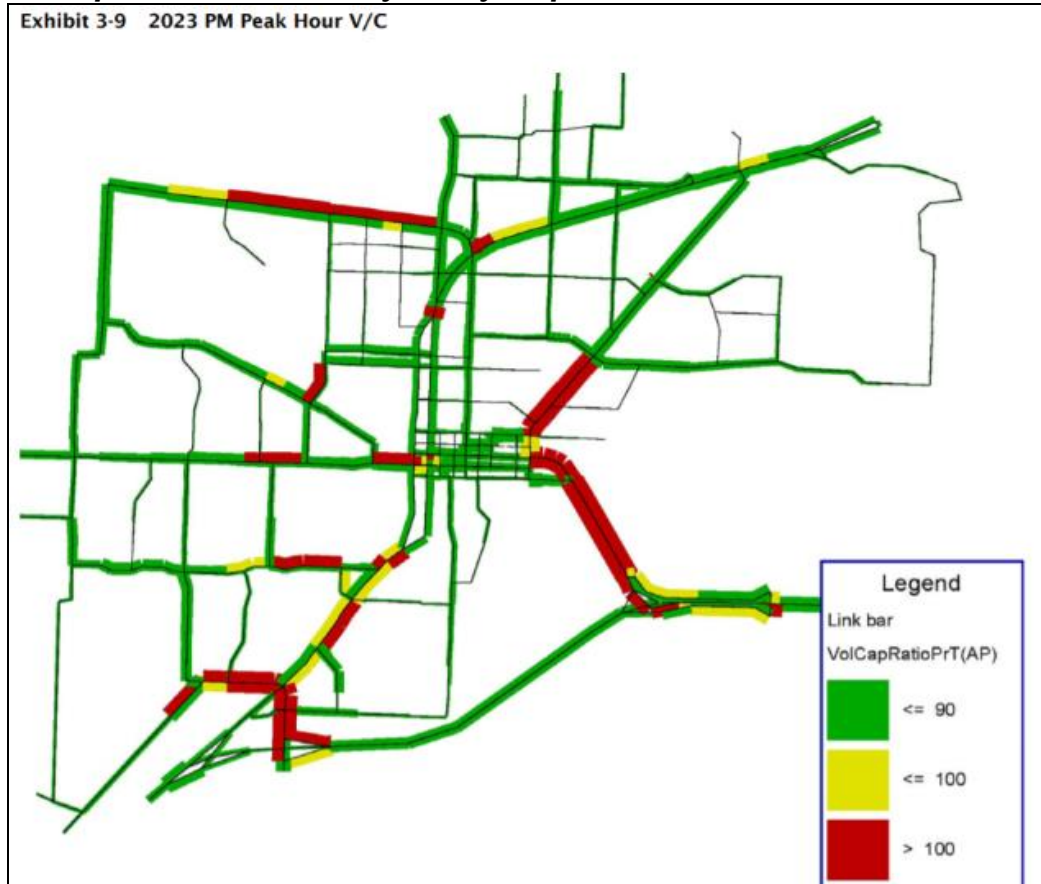 Exhibit 3-9 2023 PM Peak Hour V/C
Legend
Link bar
VolCapRatioPrT(AP)
<= 90
<= 100
> 100